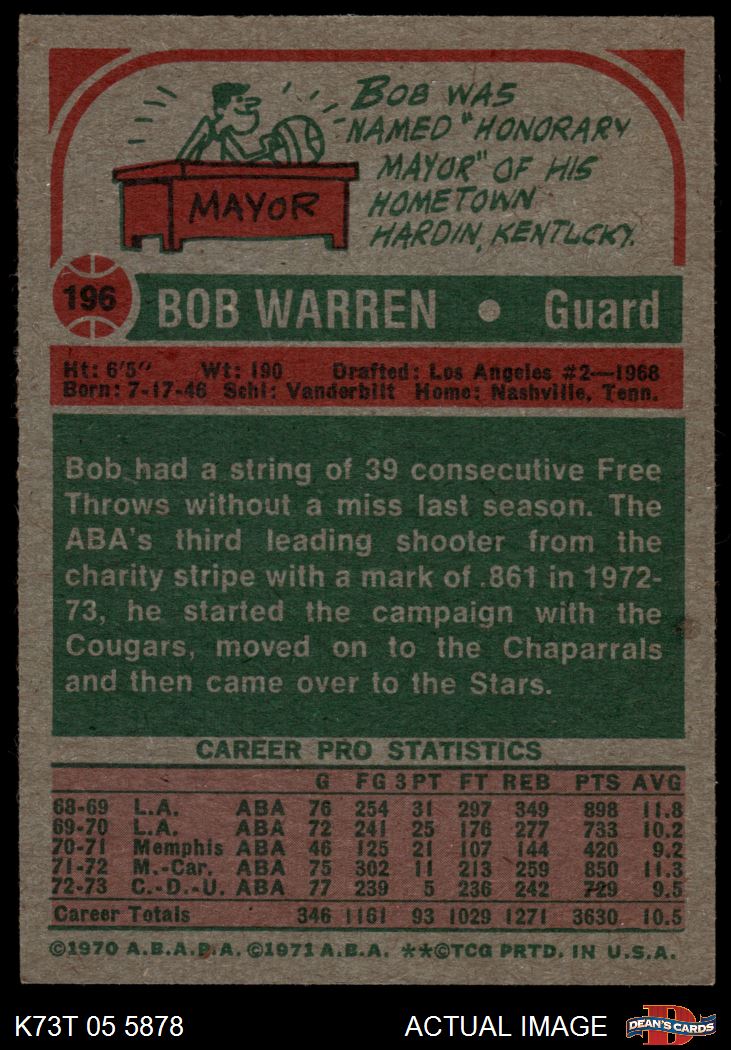 BOB WAS
NAMED "HONORARY
MAYOR" OF HIS
HOMETOWN
HARDIN, KENTUCKY.
MAYOR
196 BOB WARREN • Guard
Ht: 6'5" Wt: 190 Drafted: Los Angeles #2—1968
Born: 7-17-46 Schl: Vanderbilt Home: Nashville, Tenn.
Bob had a string of 39 consecutive Free
Throws without a miss last season. The
ABA's third leading shooter from the
charity stripe with a mark of .861 in 1972-
73, he started the campaign with the
Cougars, moved on to the Chaparrals
and then came over to the Stars.
CAREER PRO STATISTICS
G FG 3PT FT REB PTS AVG
68-69 L.A. ABA 76 254 31 297 349 898 11.8
69-70 L.A. ABA 72 241 25 176 277 733 10.2
70-71 Memphis ABA 46 125 21 107 144 420 9.2
71-72 M.-Car. ABA 75 302 11 213 259 850 11.3
72-73 C.-D.-U. ABA 77 239 5 236 242 729 9.5
Career Totals 346 1161 93 1029 1271 3630 10.5
©1970 A.B.A.P.A. ©1971 A.B.A. **©TCG PRTD. IN U.S.A.
K73T 05 5878 ACTUAL IMAGE D DEAN'S CARDS